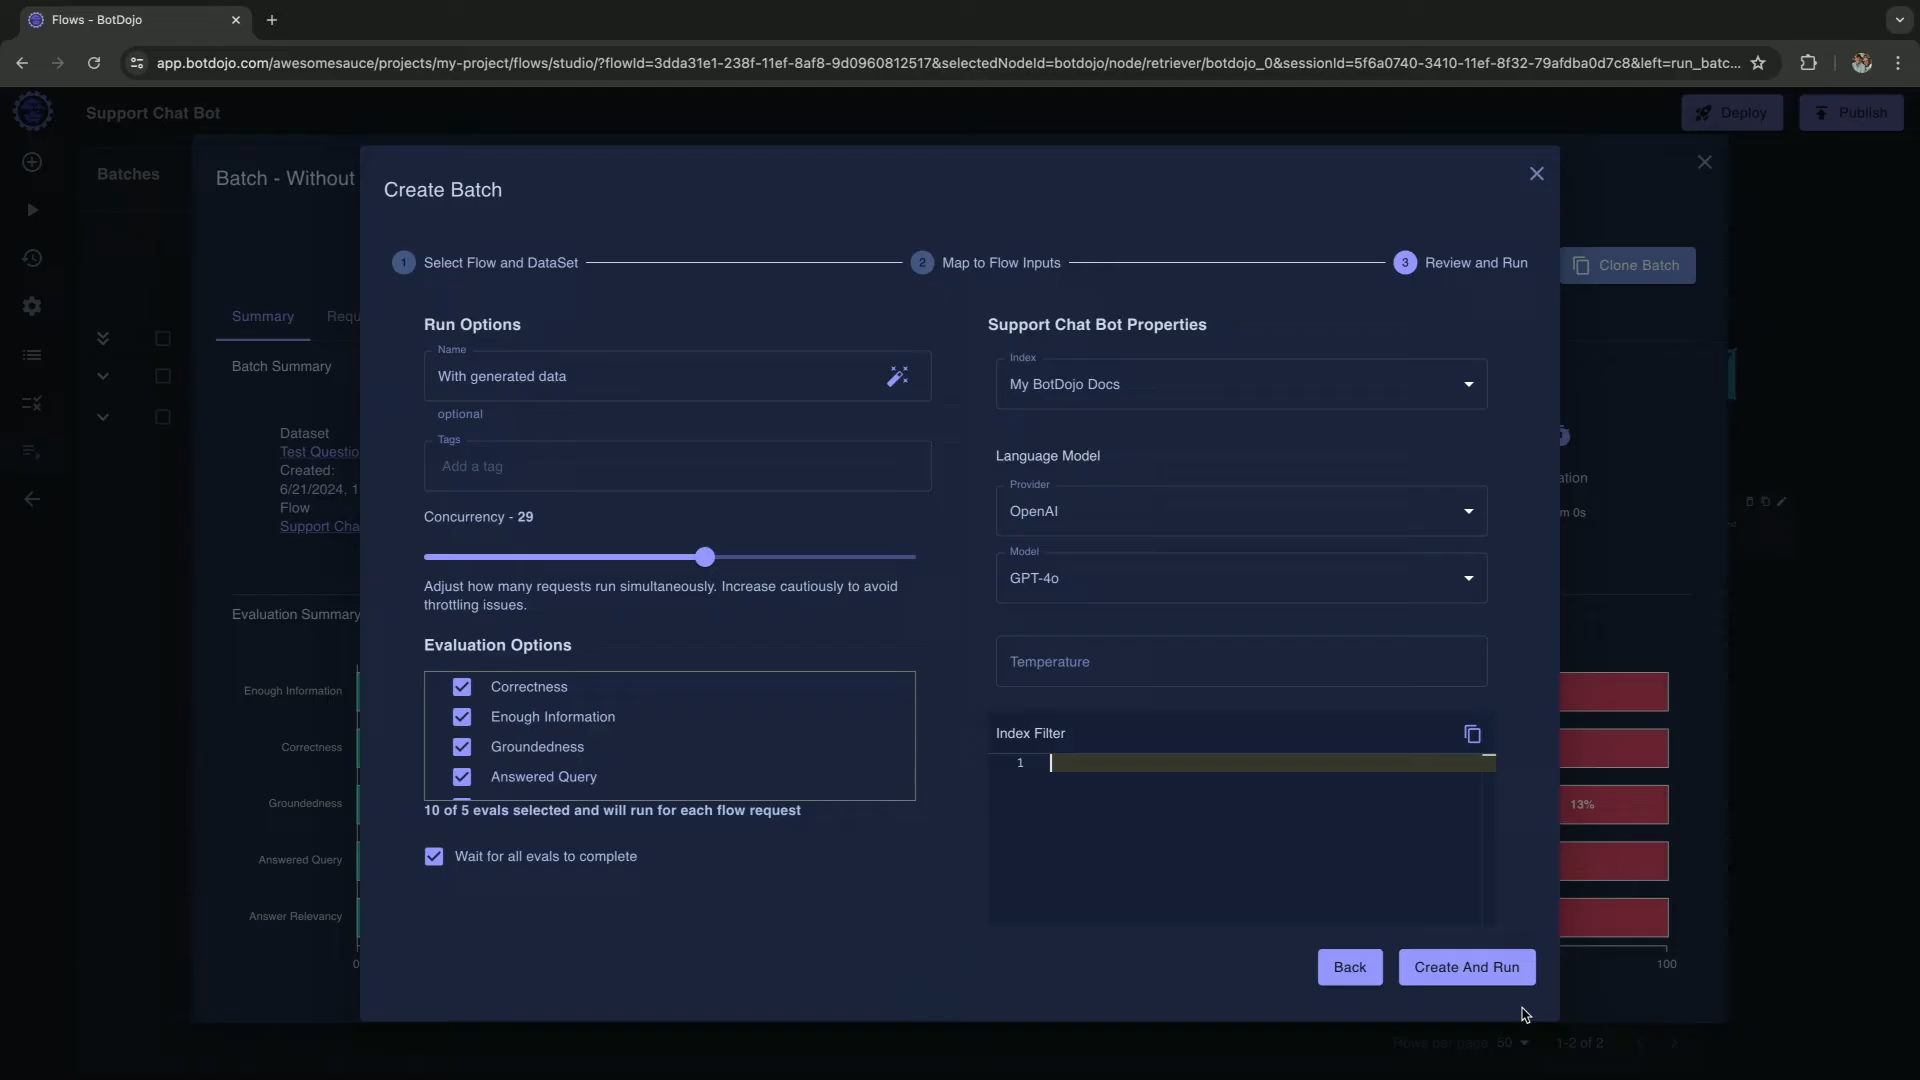 Flows - BotDojo
app.botdojo.com/awesomesauce/projects/my-project/flows/studio/?flowId=3dda31e1-238f-11ef-8af8-9d0960812517&selectedNodeId=botdojo/node/retriever/botdojo_0&sessionId=5f6a0740-3410-11ef-8f32-79afdba0d7c8&left=run_batc...
Support Chat Bot
Deploy
Publish
Batches
Batch - Without
Create Batch
1 Select Flow and DataSet
2 Map to Flow Inputs
3 Review and Run
Clone Batch
Summary
Requ
Batch Summary
Dataset
Test Questio
Created:
6/21/2024, 1
Flow
Support Cha
ation
m 0s
Run Options
Name
With generated data
optional
Tags
Add a tag
Concurrency - 29
Adjust how many requests run simultaneously. Increase cautiously to avoid
throttling issues.
Evaluation Options
Correctness
Enough Information
Groundedness
Answered Query
10 of 5 evals selected and will run for each flow request
Wait for all evals to complete
Support Chat Bot Properties
Index
My BotDojo Docs
Language Model
Provider
OpenAI
Model
GPT-4o
Temperature
Index Filter
1
Back
Create And Run
Evaluation Summary
Enough Information
Correctness
Groundedness
13%
Answered Query
Answer Relevancy
0
100
Rows per page 50
1-2 of 2